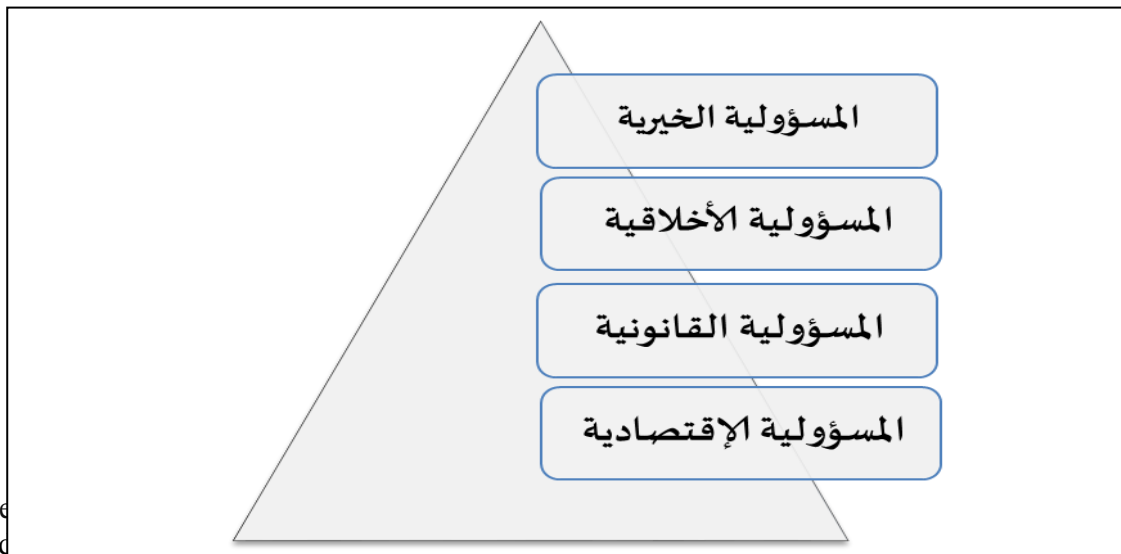 المسؤولية الخيرية
المسؤولية الأخلاقية
المسؤولية القانونية
المسؤولية الإقتصادية